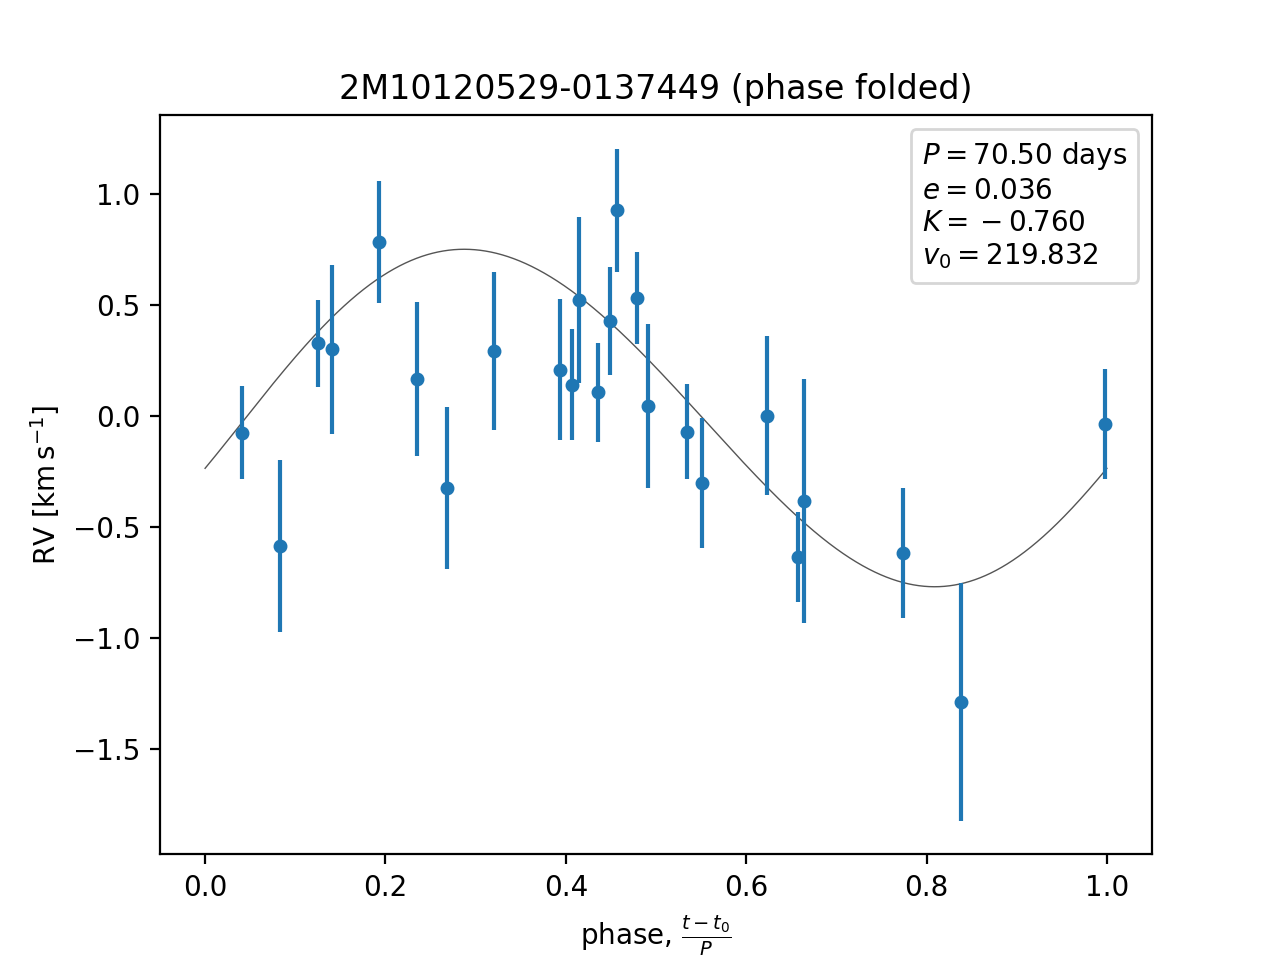 2M10120529-0137449 (phase folded)
P = 70.50 days
e = 0.036
K = −0.760
v₀ = 219.832
1.0
0.5
0.0
−0.5
−1.0
−1.5
RV [km s⁻¹]
0.0 0.2 0.4 0.6 0.8 1.0
phase, (t − t₀)/P